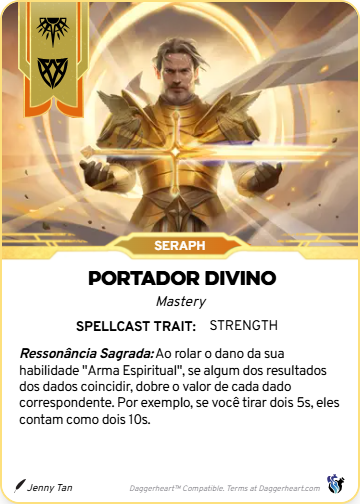 SERAPH
PORTADOR DIVINO
Mastery
SPELLCAST TRAIT: STRENGTH
Ressonância Sagrada: Ao rolar o dano da sua
habilidade "Arma Espiritual", se algum dos resultados
dos dados coincidir, dobre o valor de cada dado
correspondente. Por exemplo, se você tirar dois 5s, eles
contam como dois 10s.
Jenny Tan
Daggerheart™ Compatible. Terms at Daggerheart.com